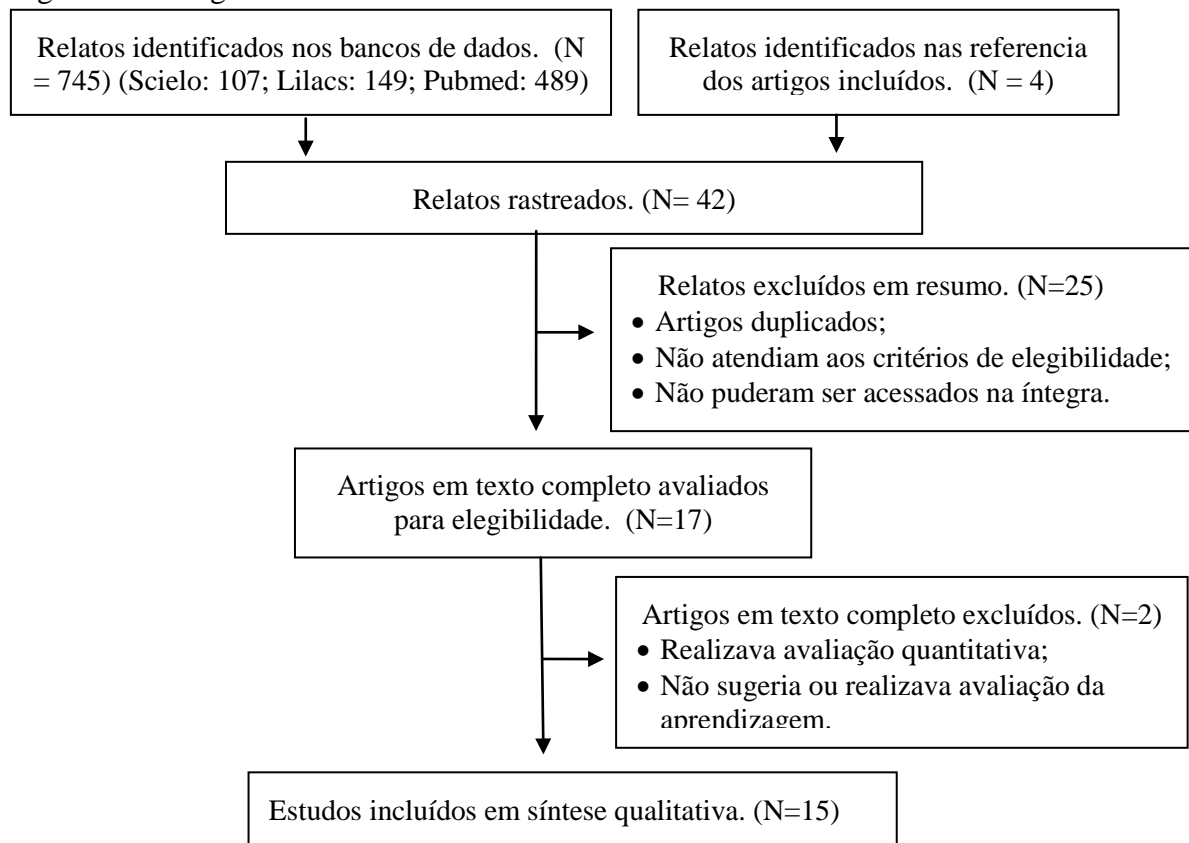 Relatos identificados nos bancos de dados. (N
= 745) (Scielo: 107; Lilacs: 149; Pubmed: 489)
Relatos identificados nas referencia
dos artigos incluídos. (N = 4)
Relatos rastreados. (N= 42)
Relatos excluídos em resumo. (N=25)
• Artigos duplicados;
• Não atendiam aos critérios de elegibilidade;
• Não puderam ser acessados na íntegra.
Artigos em texto completo avaliados
para elegibilidade. (N=17)
Artigos em texto completo excluídos. (N=2)
• Realizava avaliação quantitativa;
• Não sugeria ou realizava avaliação da
aprendizagem.
Estudos incluídos em síntese qualitativa. (N=15)